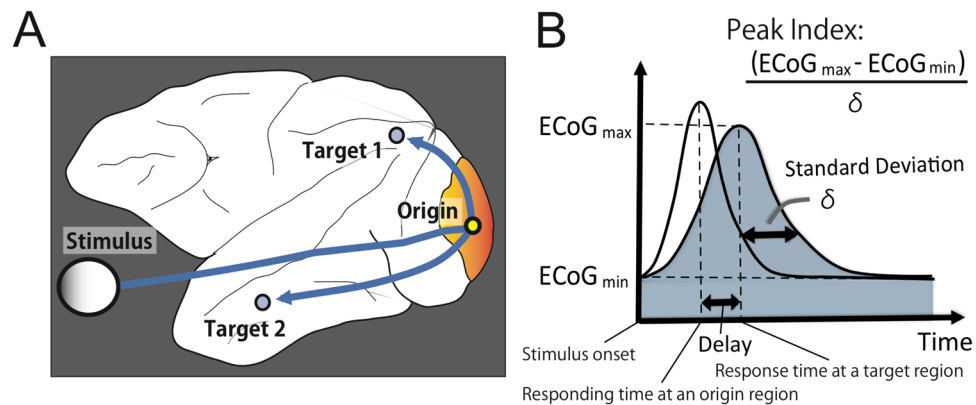 A
Target 1
Origin
Stimulus
Target 2
B
Peak Index:
(ECoG max - ECoG min)
δ
ECoG max
Standard Deviation
δ
ECoG min
Time
Delay
Stimulus onset
Response time at a target region
Responding time at an origin region